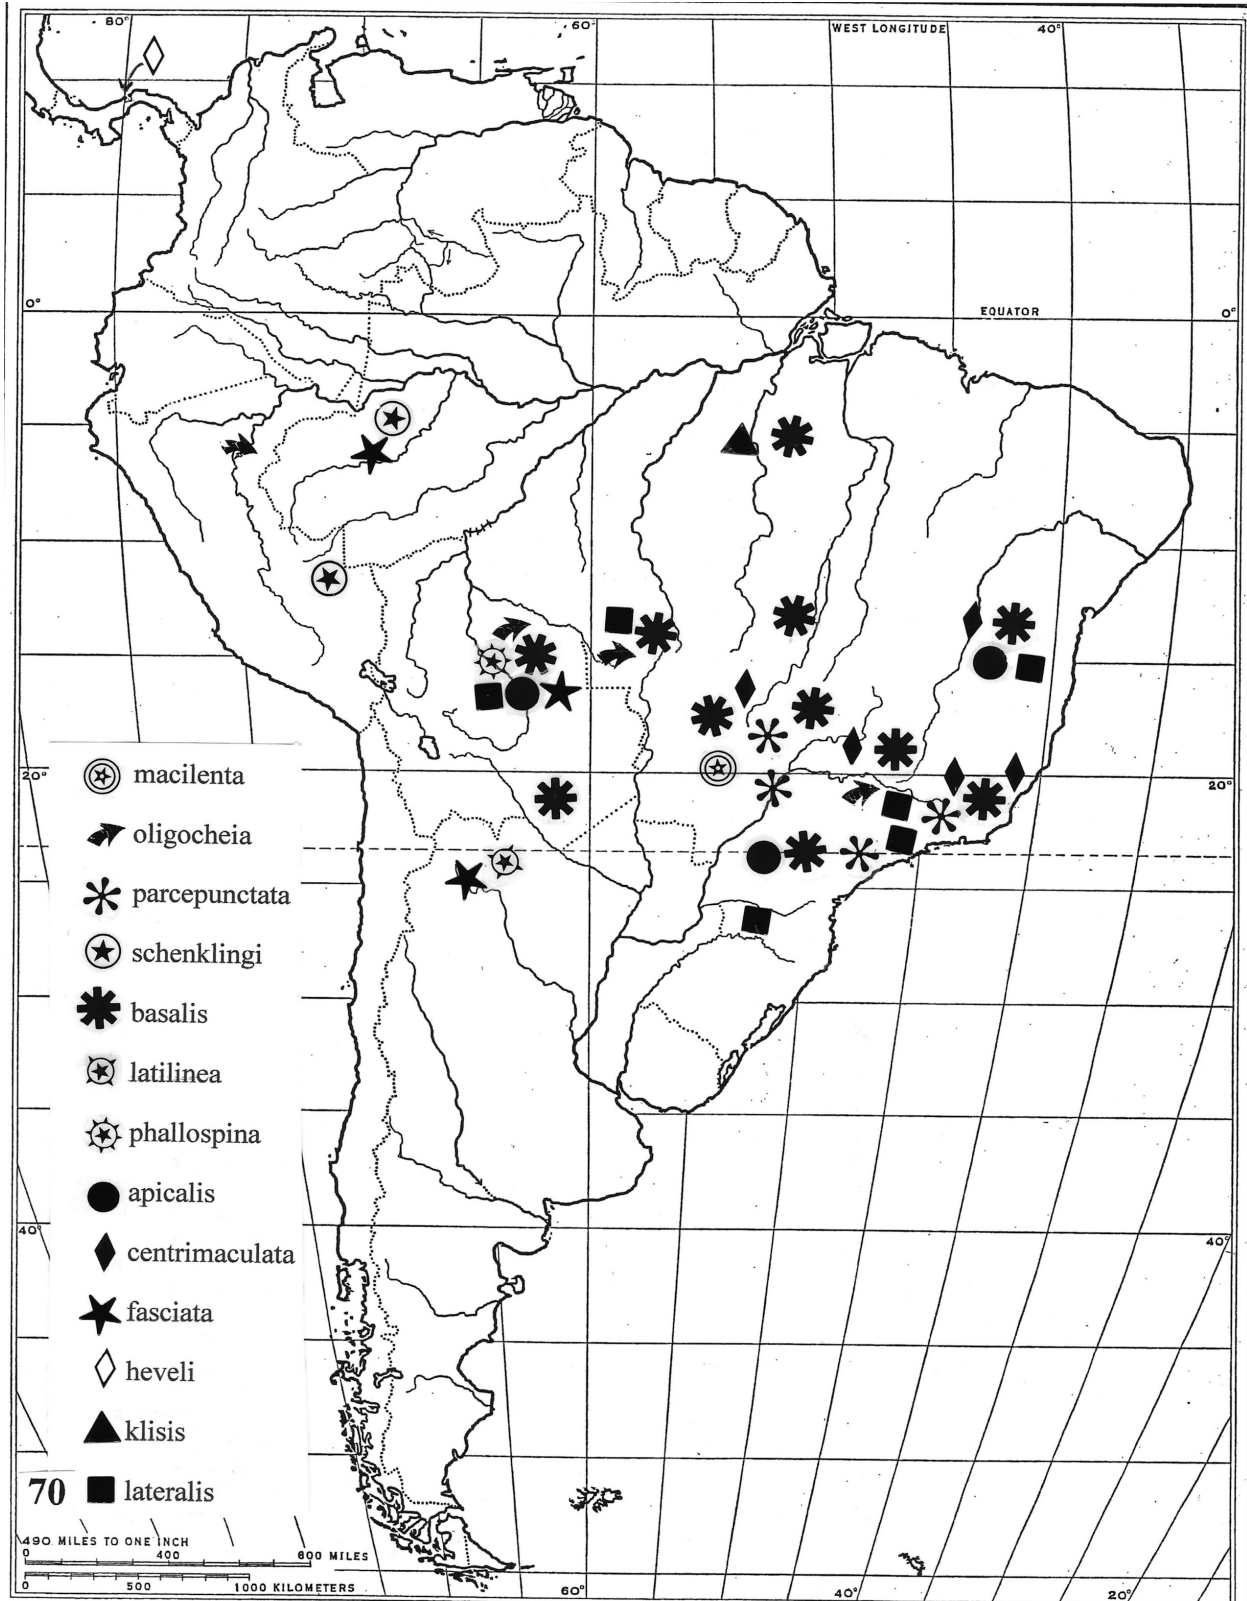 80°
60°
WEST LONGITUDE
40°
0°
EQUATOR
0°
20°
20°
macilenta
oligocheia
parcepunctata
schenklingi
basalis
latilinea
phallospina
apicalis
centrimaculata
fasciata
heveli
klisis
lateralis
70
40°
40°
490 MILES TO ONE INCH
0 400 800 MILES
0 500 1000 KILOMETERS
60°
40°
20°